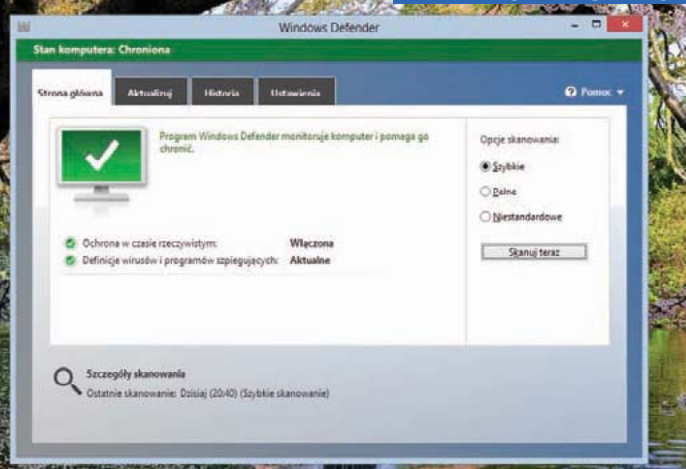 Windows Defender
Stan komputera: Chroniona
Strona główna Aktualizuj Historia Ustawienia Pomoc
Program Windows Defender monitoruje komputer i pomaga go
chronić.
Opcje skanowania:
Szybkie
Pełne
Niestandardowe
Skanuj teraz
Ochrona w czasie rzeczywistym: Włączona
Definicje wirusów i programów szpiegujących: Aktualne
Szczegóły skanowania
Ostatnie skanowanie: Dzisiaj (20:40) (Szybkie skanowanie)